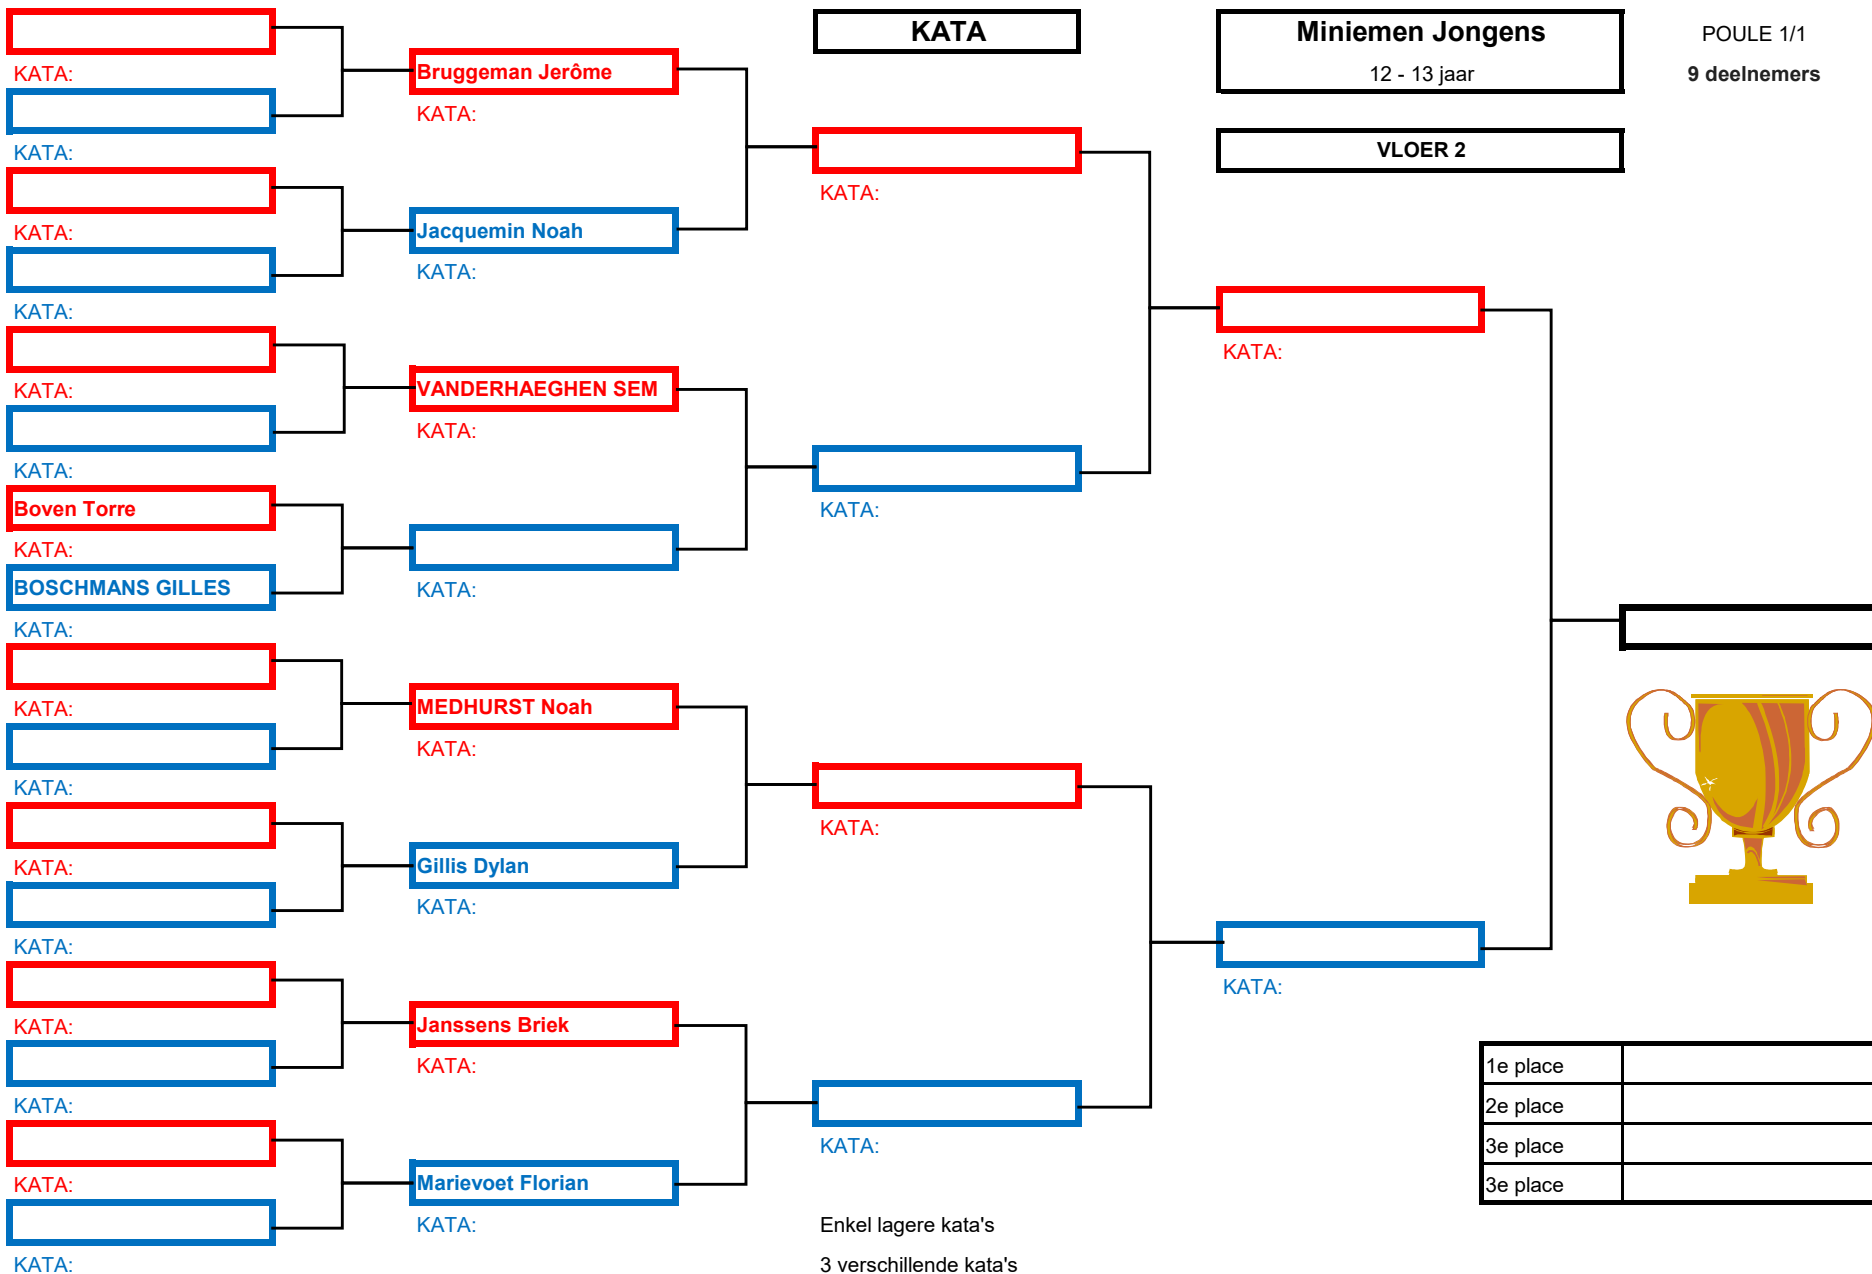 KATA
Miniemen Jongens
12 - 13 jaar
POULE 1/1
9 deelnemers
VLOER 2
KATA:
KATA:
KATA:
KATA:
KATA:
KATA:
Boven Torre
KATA:
BOSCHMANS GILLES
KATA:
KATA:
KATA:
KATA:
KATA:
KATA:
KATA:
KATA:
KATA:
Bruggeman Jerôme
KATA:
Jacquemin Noah
KATA:
VANDERHAEGHEN SEM
KATA:
KATA:
MEDHURST Noah
KATA:
Gillis Dylan
KATA:
Janssens Briek
KATA:
Marievoet Florian
KATA:
KATA:
KATA:
KATA:
KATA:
Enkel lagere kata's
3 verschillende kata's
KATA:
KATA:
1e place
2e place
3e place
3e place